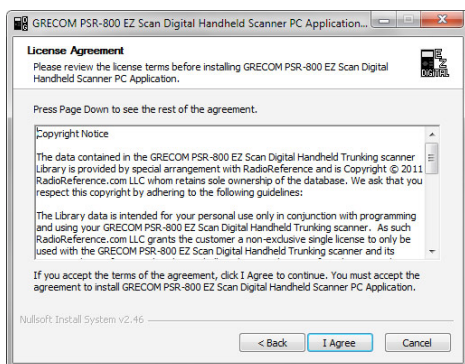 GRECOM PSR-800 EZ Scan Digital Handheld Scanner PC Application...
License Agreement
Please review the license terms before installing GRECOM PSR-800 EZ Scan Digital
Handheld Scanner PC Application.
EZ
DIGITAL
Press Page Down to see the rest of the agreement.
Copyright Notice
The data contained in the GRECOM PSR-800 EZ Scan Digital Handheld Trunking scanner
Library is provided by special arrangement with RadioReference and is Copyright © 2011
RadioReference.com LLC whom retains sole ownership of the database. We ask that you
respect this copyright by adhering to the following guidelines:
The Library data is intended for your personal use only in conjunction with programming
and using your GRECOM PSR-800 EZ Scan Digital Handheld Trunking scanner. As such
RadioReference.com LLC grants the customer a non-exclusive single license to only be
used with the GRECOM PSR-800 EZ Scan Digital Handheld Trunking scanner and its
If you accept the terms of the agreement, click I Agree to continue. You must accept the
agreement to install GRECOM PSR-800 EZ Scan Digital Handheld Scanner PC Application.
Nullsoft Install System v2.46
< Back
I Agree
Cancel